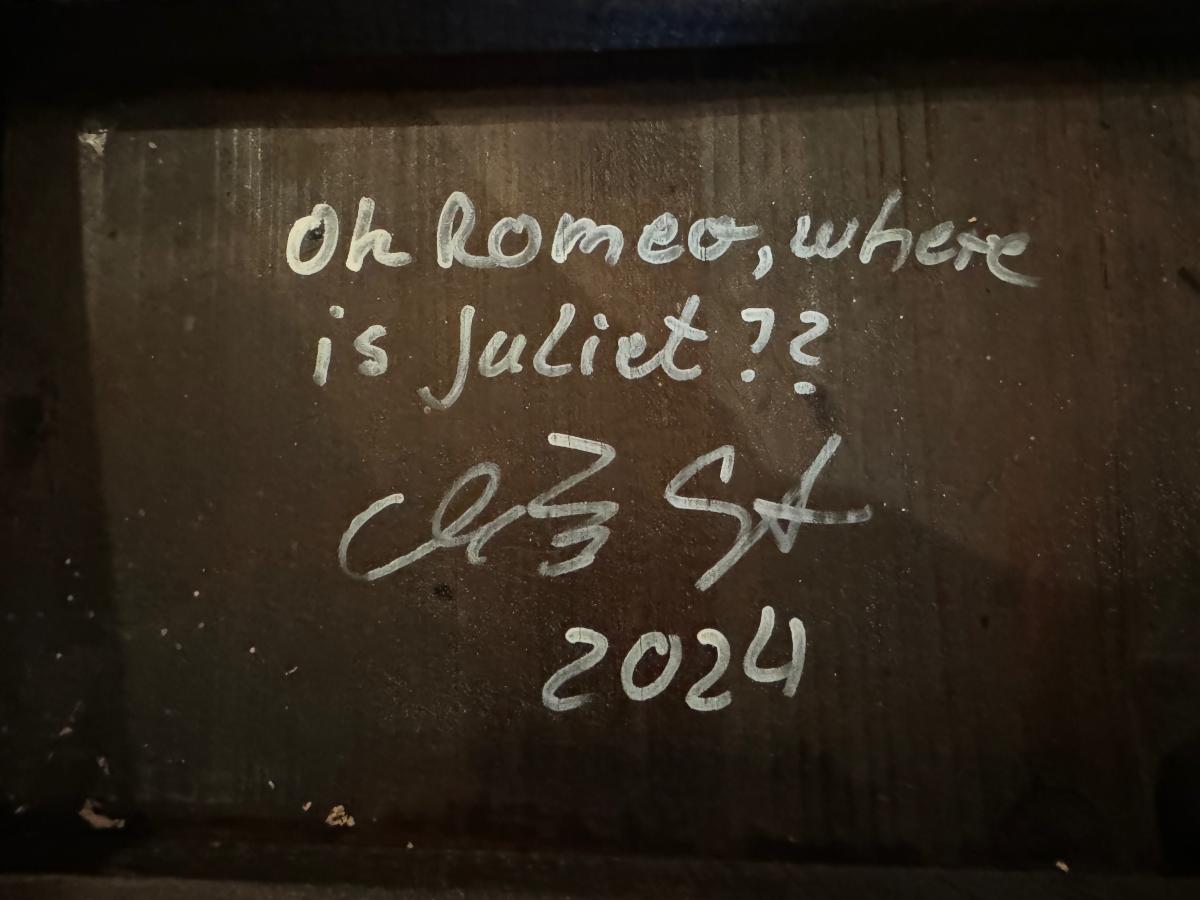 Oh Romeo, where
is Juliet??
2024